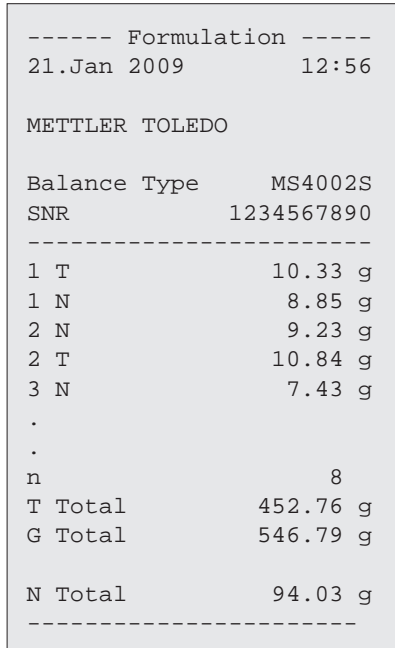 ------ Formulation -----
21.Jan 2009        12:56
METTLER TOLEDO
Balance Type     MS4002S
SNR           1234567890
------------------------
1 T              10.33 g
1 N               8.85 g
2 N               9.23 g
2 T              10.84 g
3 N               7.43 g
.
.
n                    8
T Total         452.76 g
G Total         546.79 g
N Total          94.03 g
-----------------------